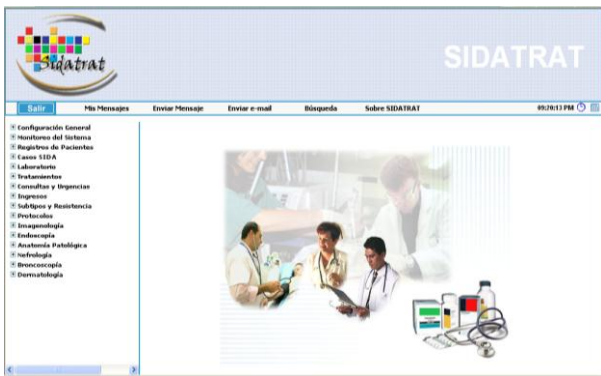 Sidatrat
SIDATRAT
Salir Mis Mensajes Enviar Mensaje Enviar e-mail Búsqueda Sobre SIDATRAT 09:20:13 PM
Configuración General
Monitoreo del Sistema
Registros de Pacientes
Casos SIDA
Laboratorio
Tratamientos
Consultas y Urgencias
Ingresos
Subtipos y Resistencia
Protocolos
Imagenología
Endoscopía
Anatomía Patológica
Nefrología
Broncoscopía
Dermatología